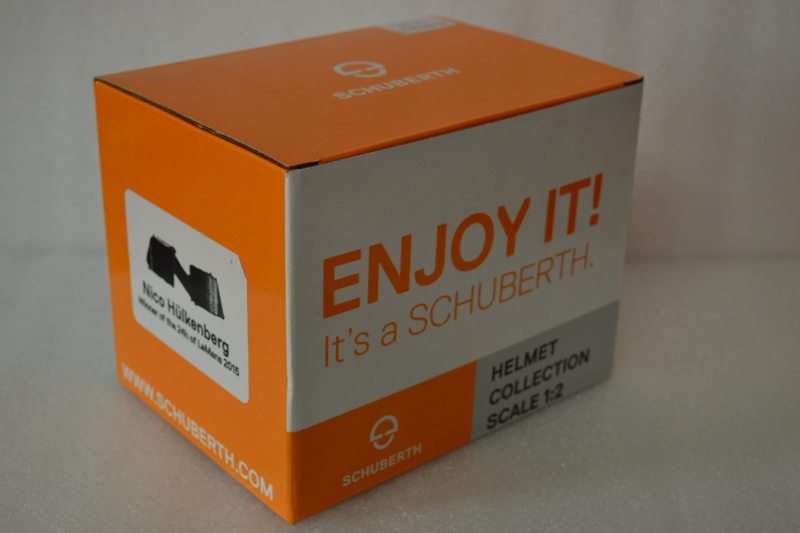 SCHUBERTH
ENJOY IT!
It's a SCHUBERTH.
HELMET
COLLECTION
SCALE 1:2
SCHUBERTH
Nico Hülkenberg
Winner of the 24h of LeMans 2015
WWW.SCHUBERTH.COM